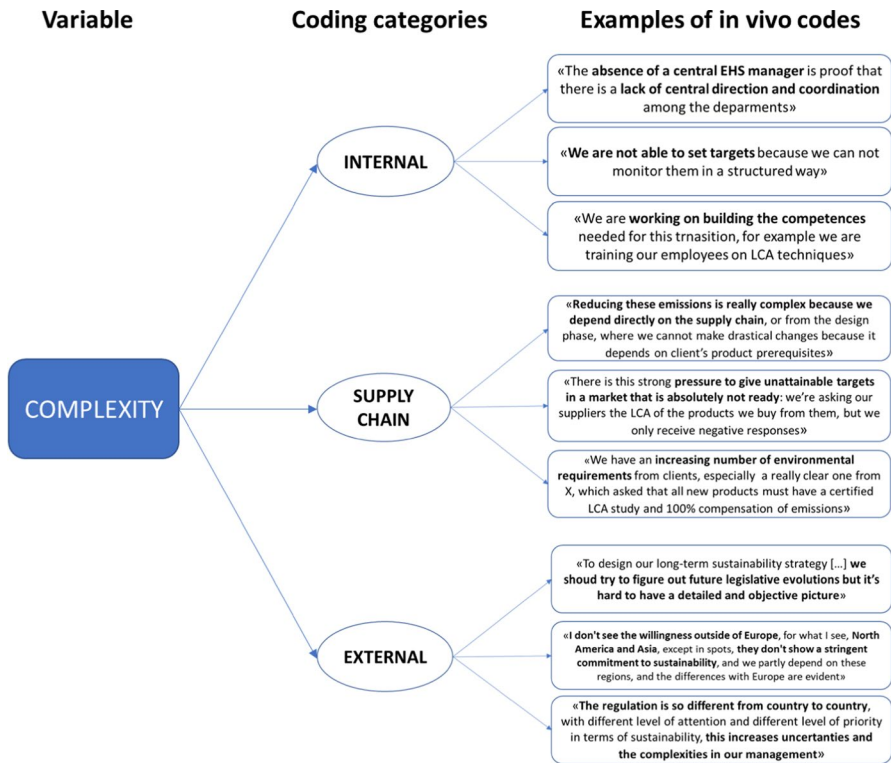 Variable
Coding categories
Examples of in vivo codes
COMPLEXITY
INTERNAL
«The absence of a central EHS manager is proof that
there is a lack of central direction and coordination
among the deparments»
«We are not able to set targets because we can not
monitor them in a structured way»
«We are working on building the competences
needed for this trnasition, for example we are
training our employees on LCA techniques»
SUPPLY
CHAIN
«Reducing these emissions is really complex because we
depend directly on the supply chain, or from the design
phase, where we cannot make drastical changes because it
depends on client's product prerequisites»
«There is this strong pressure to give unattainable targets
in a market that is absolutely not ready: we're asking our
suppliers the LCA of the products we buy from them, but we
only receive negative responses»
«We have an increasing number of environmental
requirements from clients, especially a really clear one from
X, which asked that all new products must have a certified
LCA study and 100% compensation of emissions»
EXTERNAL
«To design our long-term sustainability strategy [...] we
shoud try to figure out future legislative evolutions but it's
hard to have a detailed and objective picture»
«I don't see the willingness outside of Europe, for what I see, North
America and Asia, except in spots, they don't show a stringent
commitment to sustainability, and we partly depend on these
regions, and the differences with Europe are evident»
«The regulation is so different from country to country,
with different level of attention and different level of priority
in terms of sustainability, this increases uncertanties and
the complexities in our management»